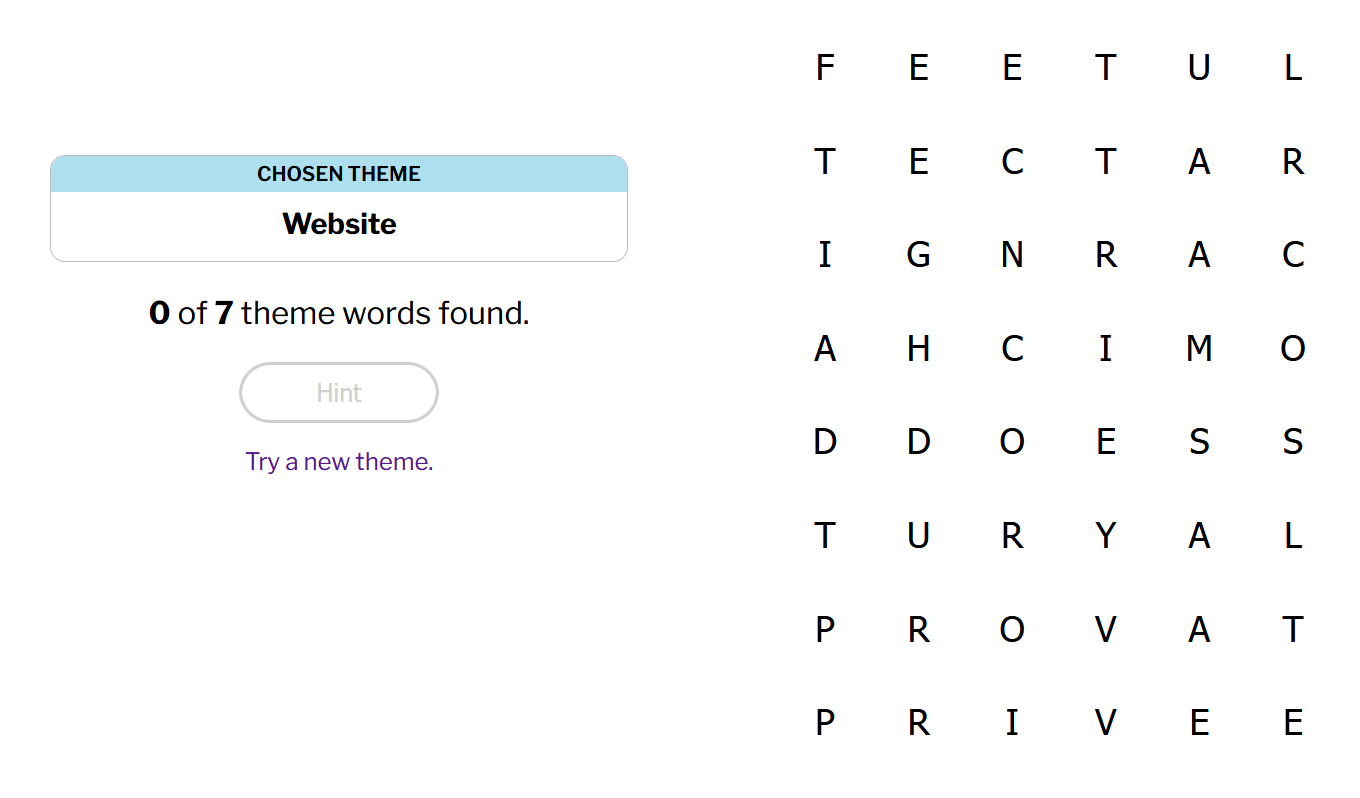 CHOSEN THEME
Website
0 of 7 theme words found.
Hint
Try a new theme.
F E E T U L
T E C T A R
I G N R A C
A H C I M O
D D O E S S
T U R Y A L
P R O V A T
P R I V E E